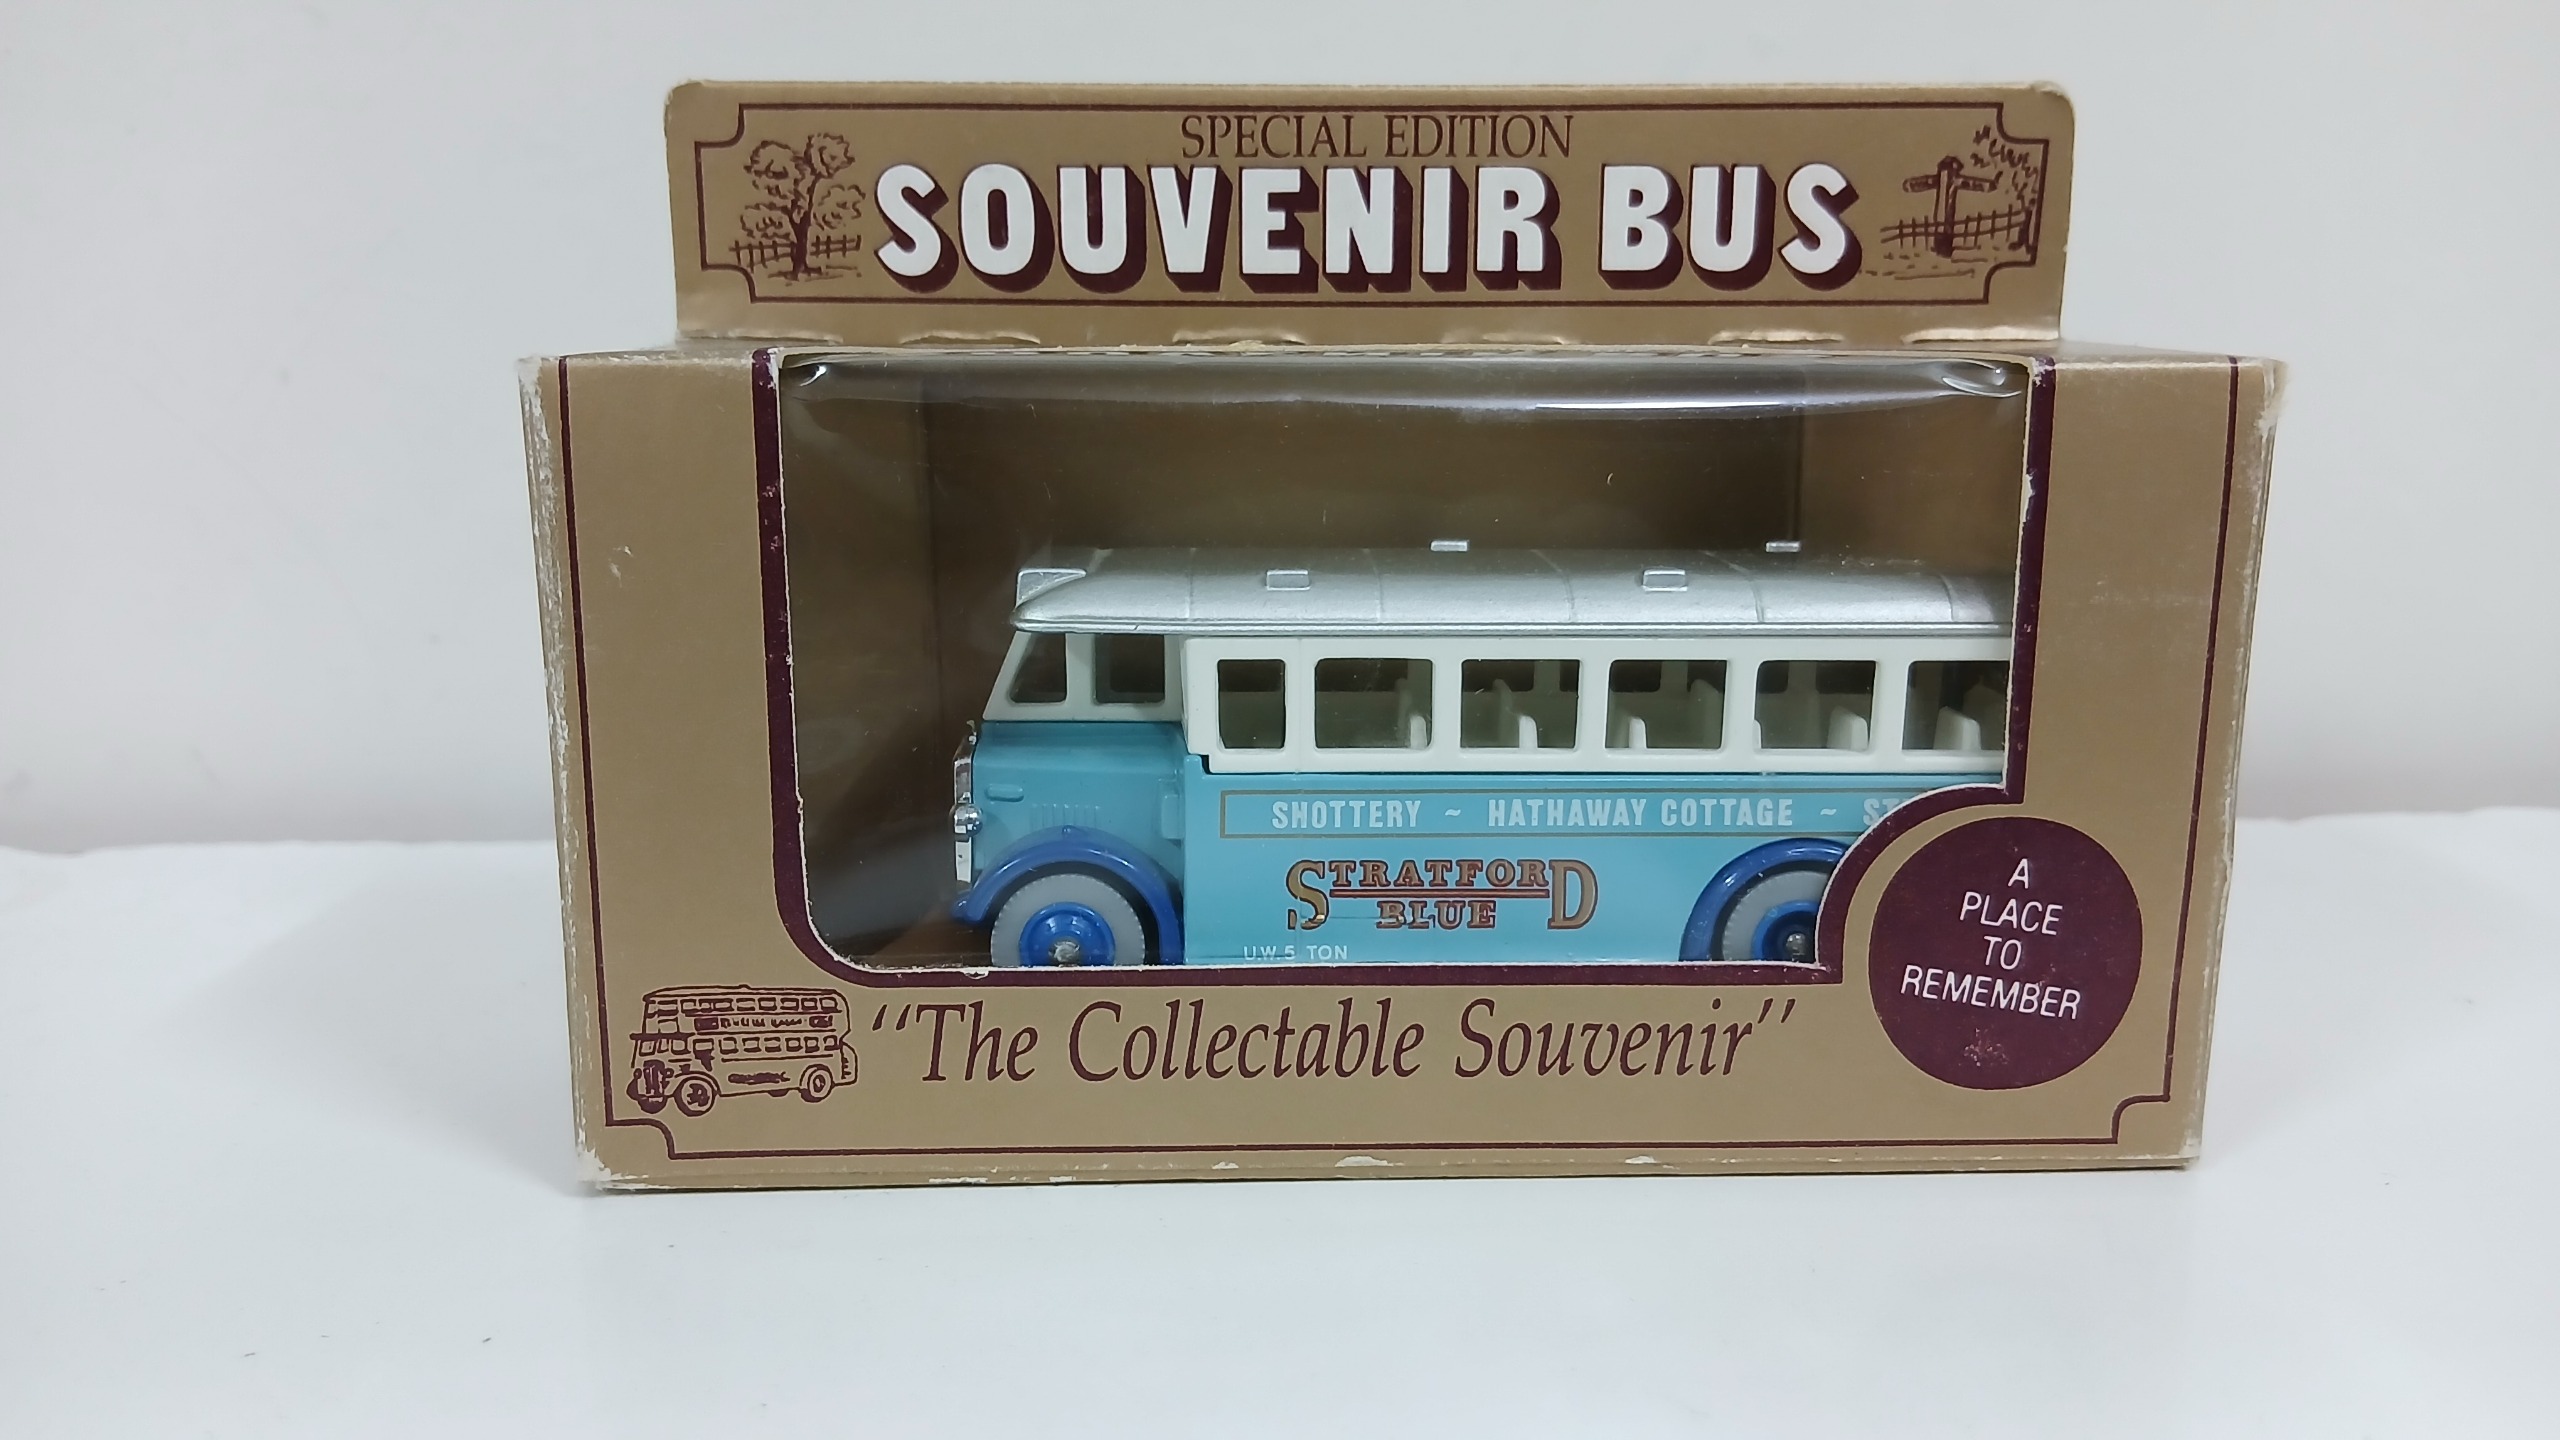 SPECIAL EDITION
SOUVENIR BUS
SHOTTERY ~ HATHAWAY COTTAGE ~
STRATFORD
BLUE
U.W. 5 TON
A
PLACE
TO
REMEMBER
"The Collectable Souvenir"